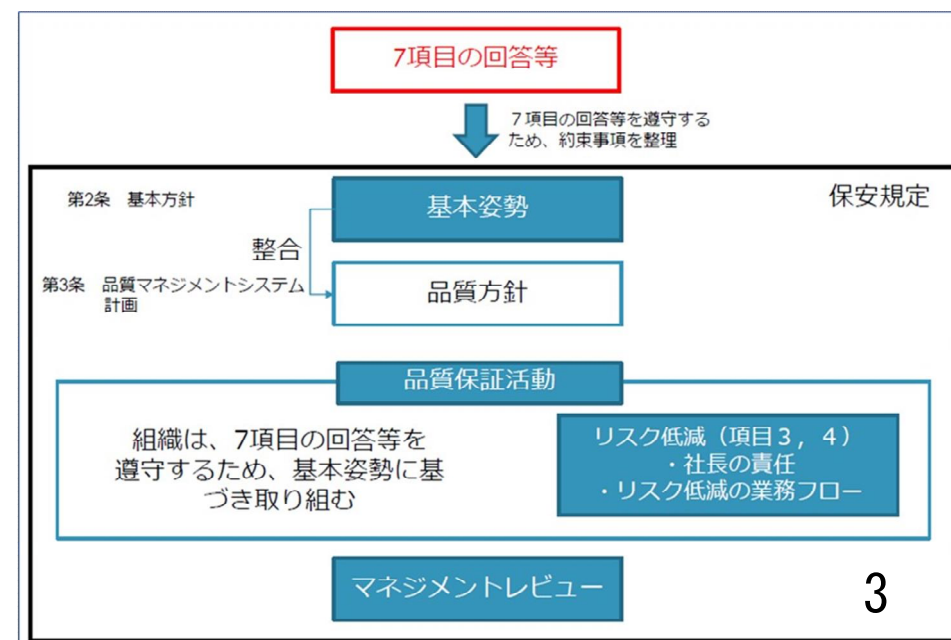 7項目の回答等
７項目の回答等を遵守する
ため、約束事項を整理
保安規定
第2条　基本方針
基本姿勢
整合
第3条　品質マネジメントシステム
計画
品質方針
品質保証活動
組織は、7項目の回答等を
遵守するため、基本姿勢に基
づき取り組む
リスク低減（項目３，４）
・社長の責任
・リスク低減の業務フロー
マネジメントレビュー
3